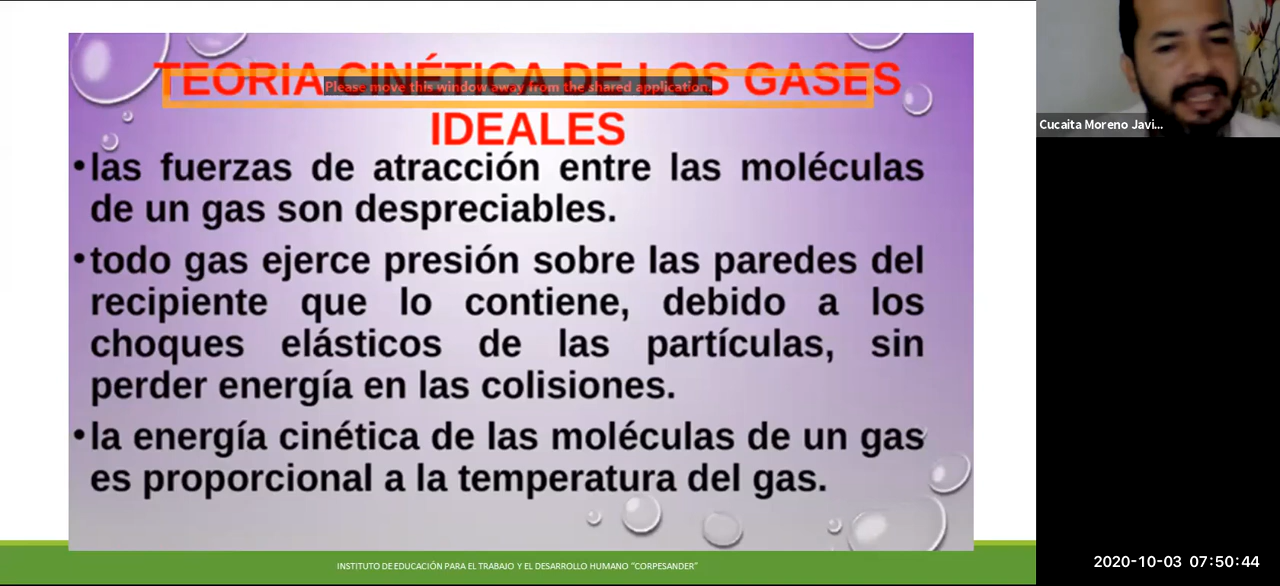 TEORIA CINÉTICA DE LOS GASES
Please move this window away from the shared application.
IDEALES
•las fuerzas de atracción entre las moléculas
de un gas son despreciables.
•todo gas ejerce presión sobre las paredes del
recipiente que lo contiene, debido a los
choques elásticos de las partículas, sin
perder energía en las colisiones.
•la energía cinética de las moléculas de un gas
es proporcional a la temperatura del gas.
INSTITUTO DE EDUCACIÓN PARA EL TRABAJO Y EL DESARROLLO HUMANO "CORPESANDER"
Cucaita Moreno Javi...
2020-10-03 07:50:44